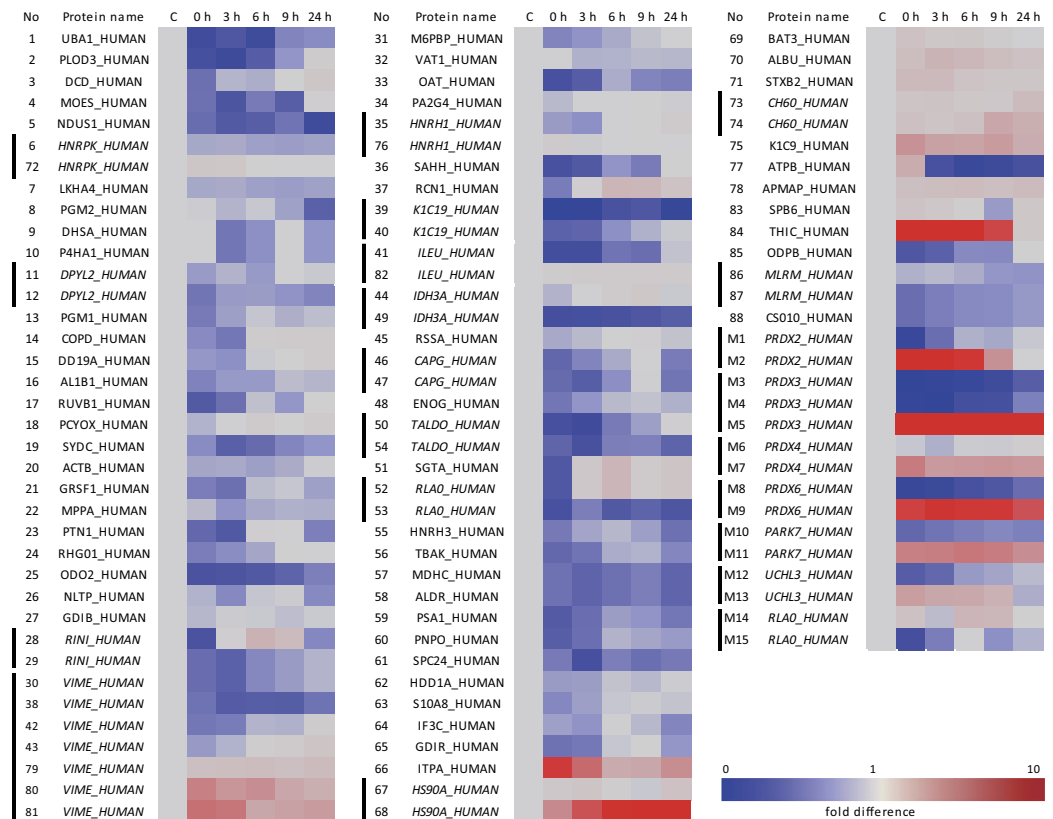 No Protein name C 0 h 3 h 6 h 9 h 24 h
1 UBA1_HUMAN
2 PLOD3_HUMAN
3 DCD_HUMAN
4 MOES_HUMAN
5 NDUS1_HUMAN
6 HNRPK_HUMAN
72 HNRPK_HUMAN
7 LKHA4_HUMAN
8 PGM2_HUMAN
9 DHSA_HUMAN
10 P4HA1_HUMAN
11 DPYL2_HUMAN
12 DPYL2_HUMAN
13 PGM1_HUMAN
14 COPD_HUMAN
15 DD19A_HUMAN
16 AL1B1_HUMAN
17 RUVB1_HUMAN
18 PCYOX_HUMAN
19 SYDC_HUMAN
20 ACTB_HUMAN
21 GRSF1_HUMAN
22 MPPA_HUMAN
23 PTN1_HUMAN
24 RHG01_HUMAN
25 ODO2_HUMAN
26 NLTP_HUMAN
27 GDIB_HUMAN
28 RINI_HUMAN
29 RINI_HUMAN
30 VIME_HUMAN
38 VIME_HUMAN
42 VIME_HUMAN
43 VIME_HUMAN
79 VIME_HUMAN
80 VIME_HUMAN
81 VIME_HUMAN
No Protein name C 0 h 3 h 6 h 9 h 24 h
31 M6PBP_HUMAN
32 VAT1_HUMAN
33 OAT_HUMAN
34 PA2G4_HUMAN
35 HNRH1_HUMAN
76 HNRH1_HUMAN
36 SAHH_HUMAN
37 RCN1_HUMAN
39 K1C19_HUMAN
40 K1C19_HUMAN
41 ILEU_HUMAN
82 ILEU_HUMAN
44 IDH3A_HUMAN
49 IDH3A_HUMAN
45 RSSA_HUMAN
46 CAPG_HUMAN
47 CAPG_HUMAN
48 ENOG_HUMAN
50 TALDO_HUMAN
54 TALDO_HUMAN
51 SGTA_HUMAN
52 RLA0_HUMAN
53 RLA0_HUMAN
55 HNRH3_HUMAN
56 TBAK_HUMAN
57 MDHC_HUMAN
58 ALDR_HUMAN
59 PSA1_HUMAN
60 PNPO_HUMAN
61 SPC24_HUMAN
62 HDD1A_HUMAN
63 S10A8_HUMAN
64 IF3C_HUMAN
65 GDIR_HUMAN
66 ITPA_HUMAN
67 HS90A_HUMAN
68 HS90A_HUMAN
No Protein name C 0 h 3 h 6 h 9 h 24 h
69 BAT3_HUMAN
70 ALBU_HUMAN
71 STXB2_HUMAN
73 CH60_HUMAN
74 CH60_HUMAN
75 K1C9_HUMAN
77 ATPB_HUMAN
78 APMAP_HUMAN
83 SPB6_HUMAN
84 THIC_HUMAN
85 ODPB_HUMAN
86 MLRM_HUMAN
87 MLRM_HUMAN
88 CS010_HUMAN
M1 PRDX2_HUMAN
M2 PRDX2_HUMAN
M3 PRDX3_HUMAN
M4 PRDX3_HUMAN
M5 PRDX3_HUMAN
M6 PRDX4_HUMAN
M7 PRDX4_HUMAN
M8 PRDX6_HUMAN
M9 PRDX6_HUMAN
M10 PARK7_HUMAN
M11 PARK7_HUMAN
M12 UCHL3_HUMAN
M13 UCHL3_HUMAN
M14 RLA0_HUMAN
M15 RLA0_HUMAN
0 1 10
fold difference